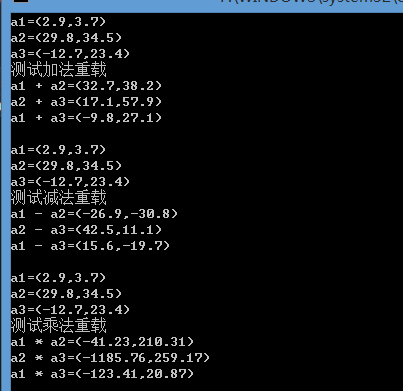 a1=(2.9,3.7)
a2=(29.8,34.5)
a3=(-12.7,23.4)
测试加法重载
a1 + a2=(32.7,38.2)
a2 + a3=(17.1,57.9)
a1 + a3=(-9.8,27.1)
a1=(2.9,3.7)
a2=(29.8,34.5)
a3=(-12.7,23.4)
测试减法重载
a1 - a2=(-26.9,-30.8)
a2 - a3=(42.5,11.1)
a1 - a3=(15.6,-19.7)
a1=(2.9,3.7)
a2=(29.8,34.5)
a3=(-12.7,23.4)
测试乘法重载
a1 * a2=(-41.23,210.31)
a2 * a3=(-1185.76,259.17)
a1 * a3=(-123.41,20.87)